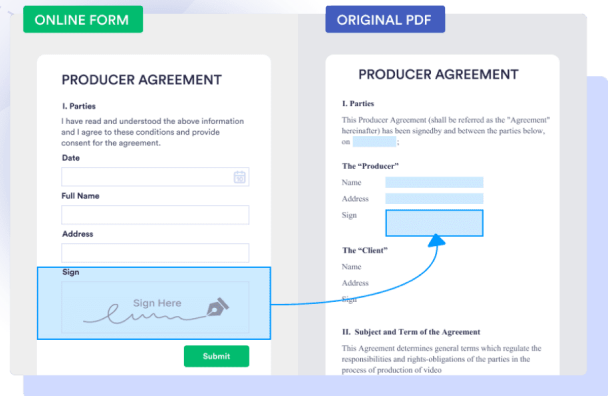 ONLINE FORM
PRODUCER AGREEMENT
I. Parties
I have read and understood the above information
and I agree to these conditions and provide
consent for the agreement.
Date
Full Name
Address
Sign
Sign Here
Submit
ORIGINAL PDF
PRODUCER AGREEMENT
I. Parties
This Producer Agreement (shall be referred as the "Agreement"
hereinafter) has been signedby and between the parties below,
on ;
The “Producer”
Name
Address
Sign
The “Client”
Name
Address
Sign
II. Subject and Term of the Agreement
This Agreement determines general terms which regulate the
responsibilities and rights-obligations of the parties in the
process of production of video